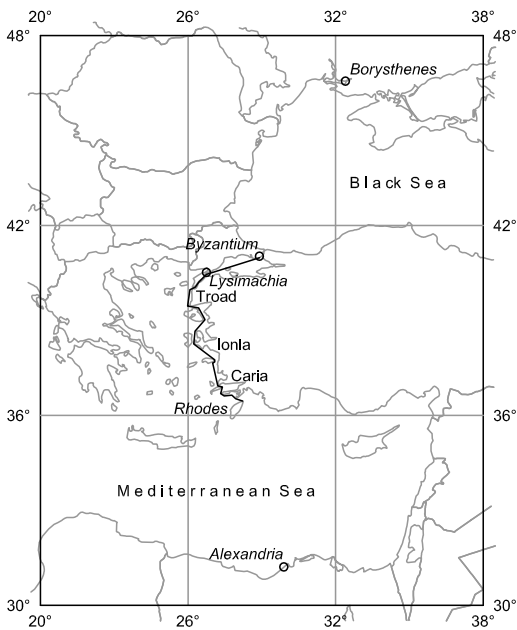 20° 26° 32° 38°
48° 48°
Borysthenes
Black Sea
42° 42°
Byzantium
Lysimachia
Troad
Ionla
Caria
Rhodes
36° 36°
Mediterranean Sea
Alexandria
30° 30°
20° 26° 32° 38°